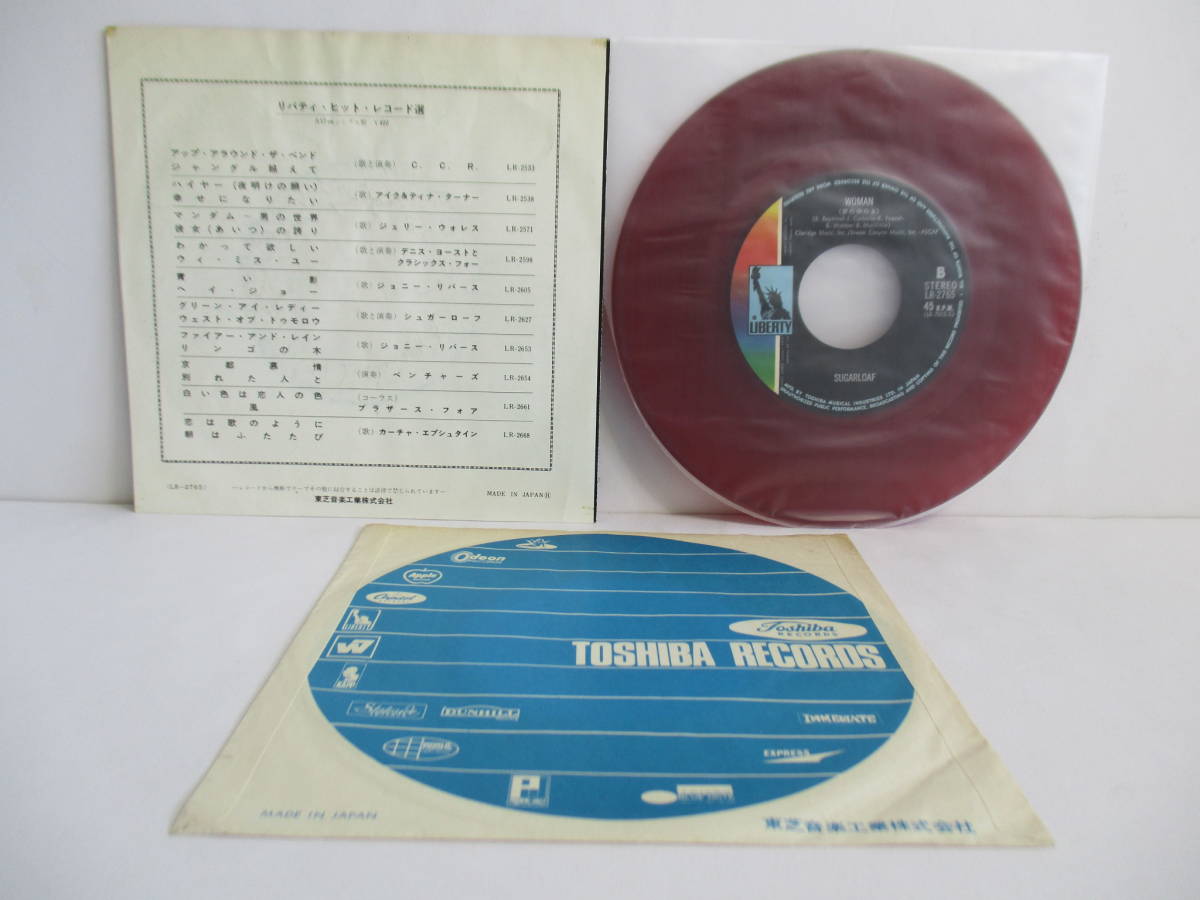 リバティ・ヒット・レコード選
アップ・アラウンド・ザ・ベンド
ジャングル越えて
(歌と演奏) C. C. R.
LR-2533
ハイヤー(夜明けの願い)
幸せになりたい
(歌) アイク&ティナ・ターナー
LR-2538
マンダム-男の世界
彼女(あいつ)の誇り
(歌) ジェリー・ウォレス
LR-2571
わかって欲しい
ウィ・ミス・ユー
(歌と演奏) デニス・ヨーストと
クラシックス・フォー
LR-2598
青い影
ヘイ・ジョー
(歌) ジョニー・リバース
LR-2605
グリーン・アイ・レディー
ウェスト・オブ・トゥモロウ
(歌と演奏) シュガーローフ
LR-2627
ファイアー・アンド・レイン
リンゴの木
(歌) ジョニー・リバース
LR-2653
京都慕情
別れた人と
(演奏) ベンチャーズ
LR-2654
白い色は恋人の色
風
(コーラス)
ブラザース・フォア
LR-2661
恋は歌のように
朝はふたたび
(歌) カーチャ・エブシュタイン
LR-2668
(LR-2765)
MADE IN JAPAN Ⓗ
東芝音楽工業株式会社
WOMAN
B
STEREO
LR-2765
45 r.p.m.
LIBERTY
SUGARLOAF
MFD. BY TOSHIBA MUSICAL INDUSTRIES LTD. IN JAPAN
Odeon
Apple
Capitol
LIBERTY
Toshiba
RECORDS
TOSHIBA RECORDS
KAPP
DUNHILL
IMMEDIATE
EXPRESS
P
MADE IN JAPAN
東芝音楽工業株式会社